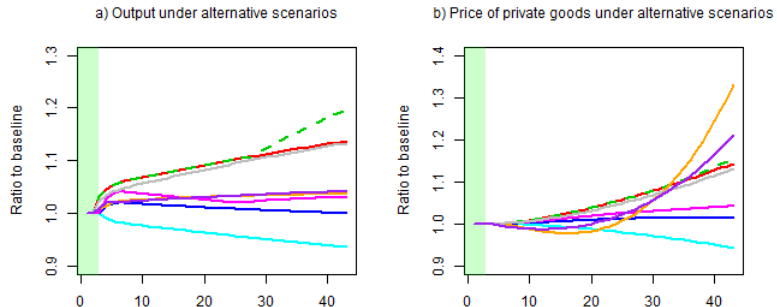 a) Output under alternative scenarios
Ratio to baseline
1.3
1.2
1.1
1.0
0.9
0 10 20 30 40
b) Price of private goods under alternative scenarios
Ratio to baseline
1.4
1.3
1.2
1.1
1.0
0.9
0 10 20 30 40